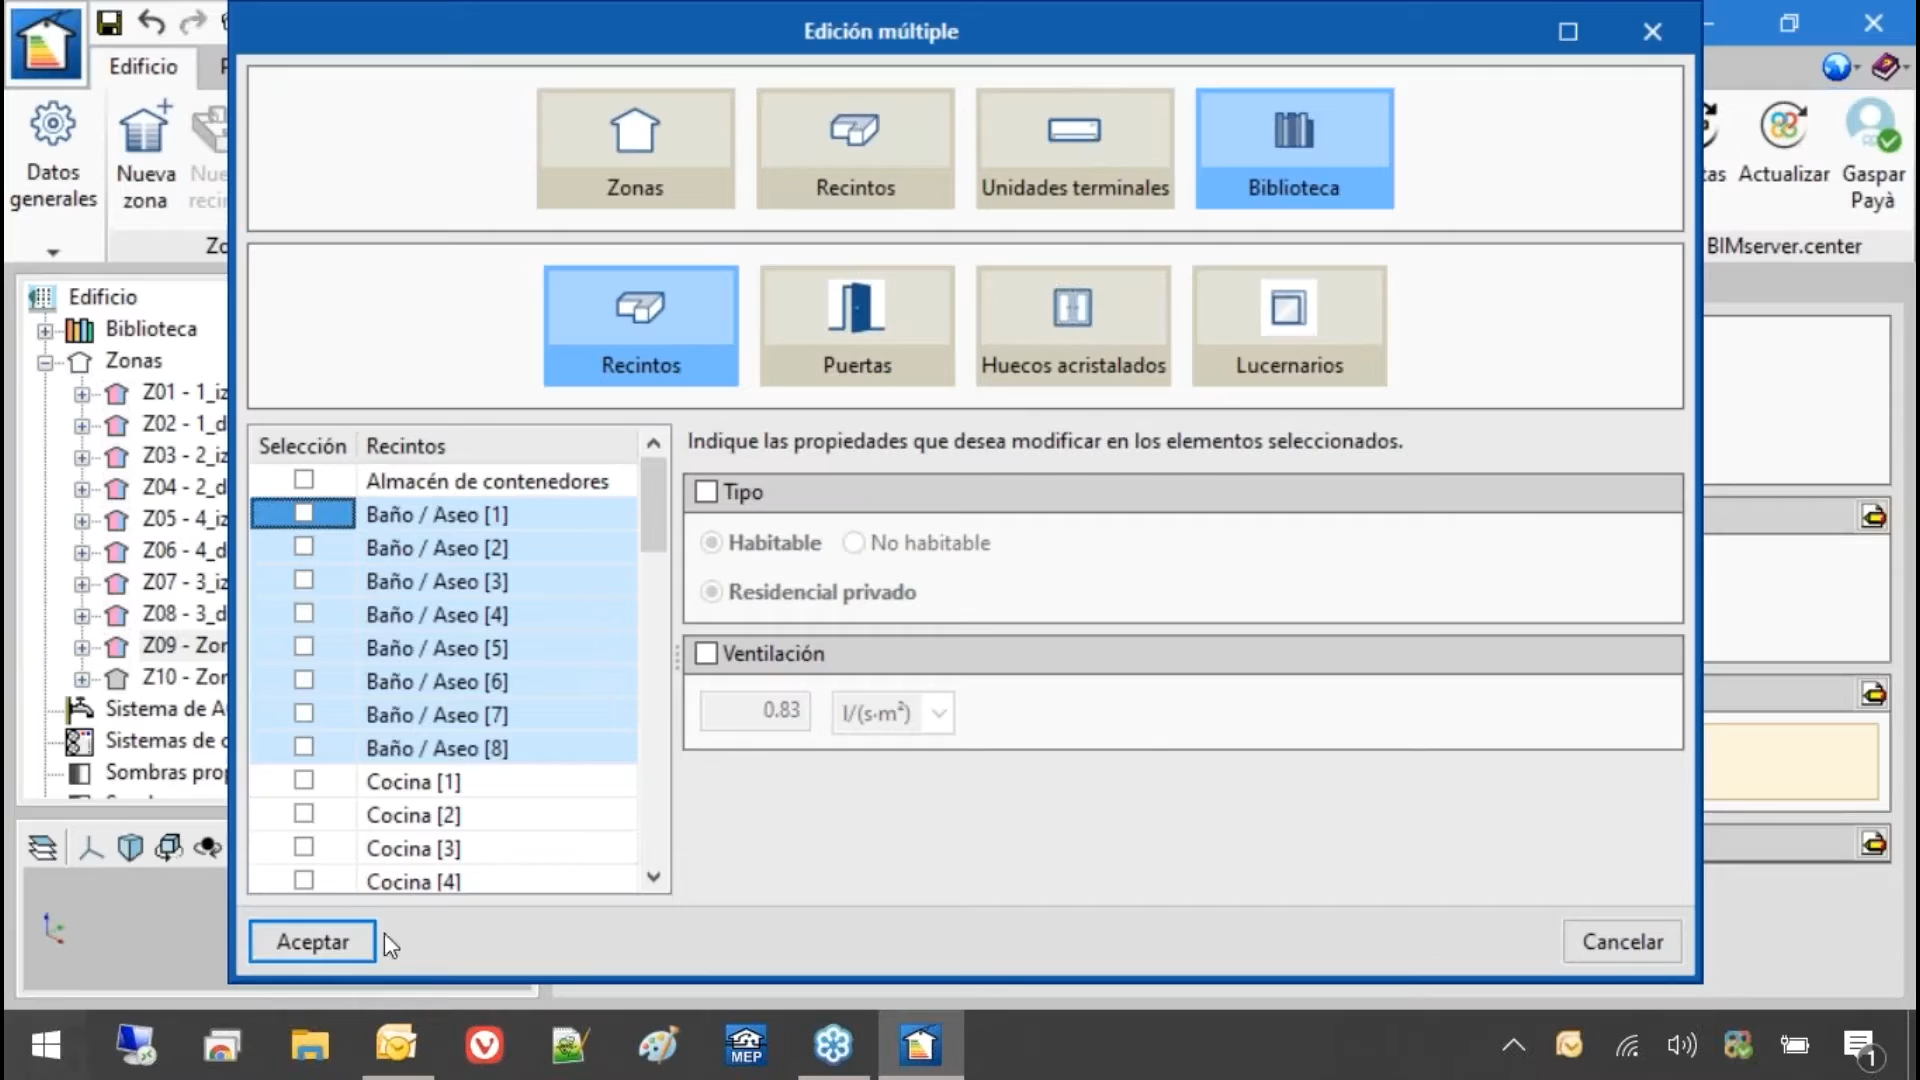 Edición múltiple
Edificio
Datos generales
Nueva zona
Actualizar
Gaspar Payà
BIMserver.center
Zonas
Recintos
Unidades terminales
Biblioteca
Recintos
Puertas
Huecos acristalados
Lucernarios
Edificio
Biblioteca
Zonas
Z01 - 1_iz
Z02 - 1_d
Z03 - 2_iz
Z04 - 2_d
Z05 - 4_iz
Z06 - 4_d
Z07 - 3_iz
Z08 - 3_d
Z09 - Zor
Z10 - Zor
Sistema de A
Sistemas de c
Sombras prop
Selección Recintos
Almacén de contenedores
Baño / Aseo [1]
Baño / Aseo [2]
Baño / Aseo [3]
Baño / Aseo [4]
Baño / Aseo [5]
Baño / Aseo [6]
Baño / Aseo [7]
Baño / Aseo [8]
Cocina [1]
Cocina [2]
Cocina [3]
Cocina [4]
Indique las propiedades que desea modificar en los elementos seleccionados.
Tipo
Habitable No habitable
Residencial privado
Ventilación
0.83 l/(s·m²)
Aceptar
Cancelar
MEP
1